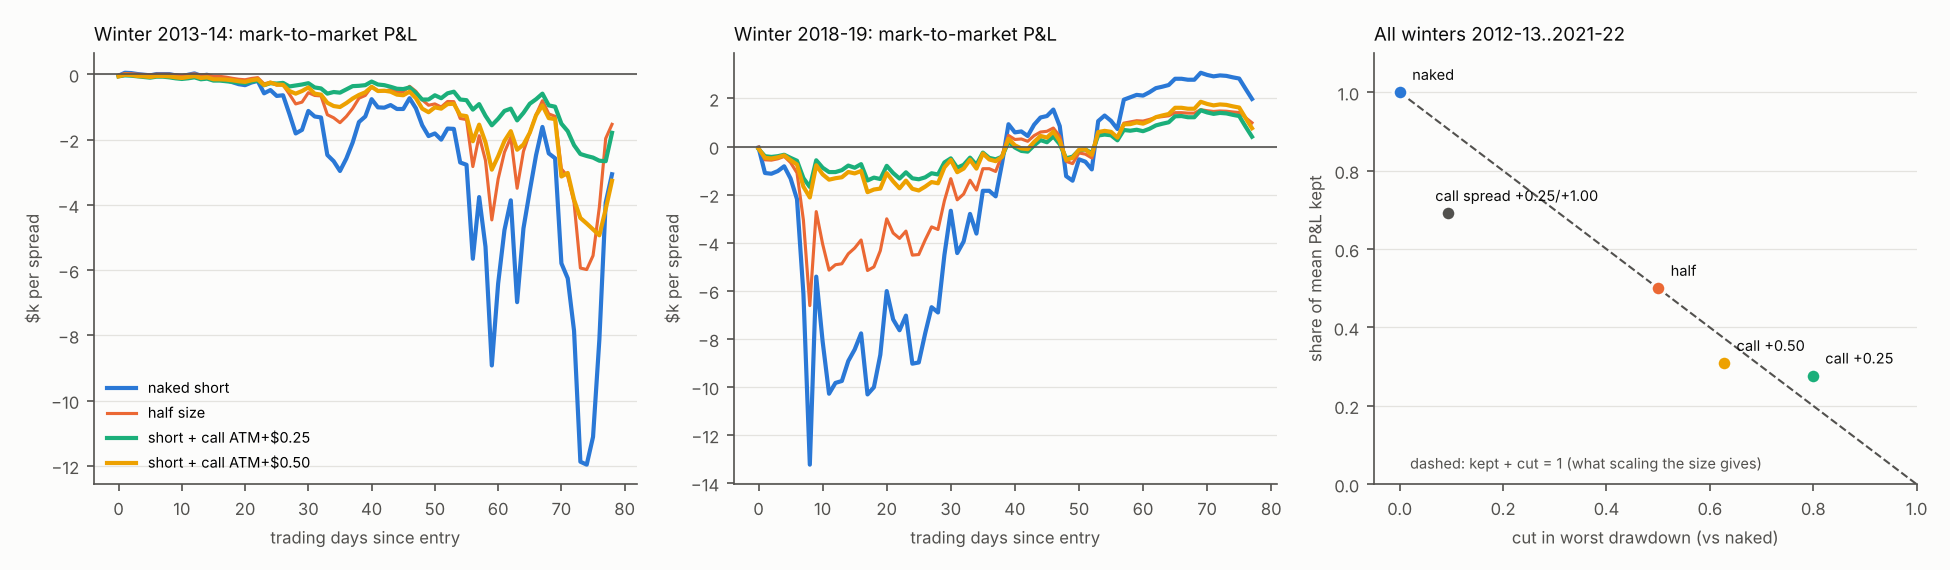 Winter 2013-14: mark-to-market P&L
$k per spread
0
−2
−4
−6
−8
−10
−12
naked short
half size
short + call ATM+$0.25
short + call ATM+$0.50
0 10 20 30 40 50 60 70 80
trading days since entry
Winter 2018-19: mark-to-market P&L
$k per spread
2
0
−2
−4
−6
−8
−10
−12
−14
0 10 20 30 40 50 60 70 80
trading days since entry
All winters 2012-13..2021-22
share of mean P&L kept
1.0
0.8
0.6
0.4
0.2
0.0
naked
call spread +0.25/+1.00
half
call +0.50
call +0.25
dashed: kept + cut = 1 (what scaling the size gives)
0.0 0.2 0.4 0.6 0.8 1.0
cut in worst drawdown (vs naked)